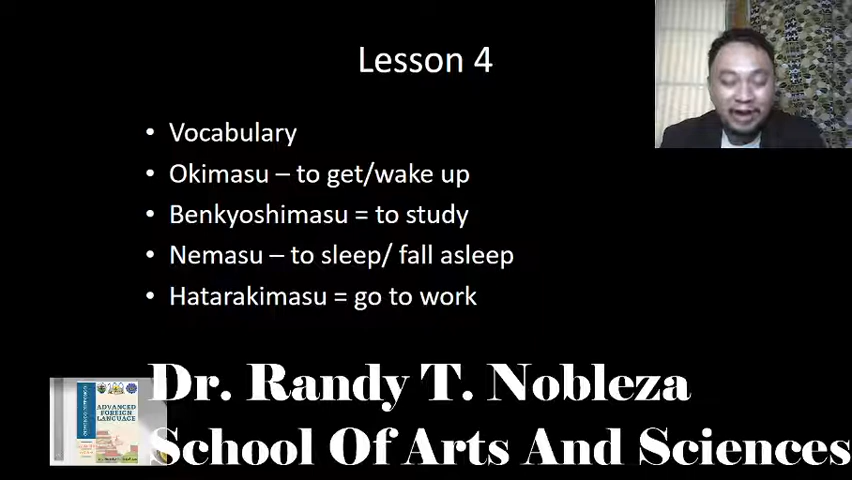 Lesson 4
• Vocabulary
• Okimasu – to get/wake up
• Benkyoshimasu = to study
• Nemasu – to sleep/ fall asleep
• Hatarakimasu = go to work
Dr. Randy T. Nobleza
School Of Arts And Sciences
ADVANCED
FOREIGN
LANGUAGE